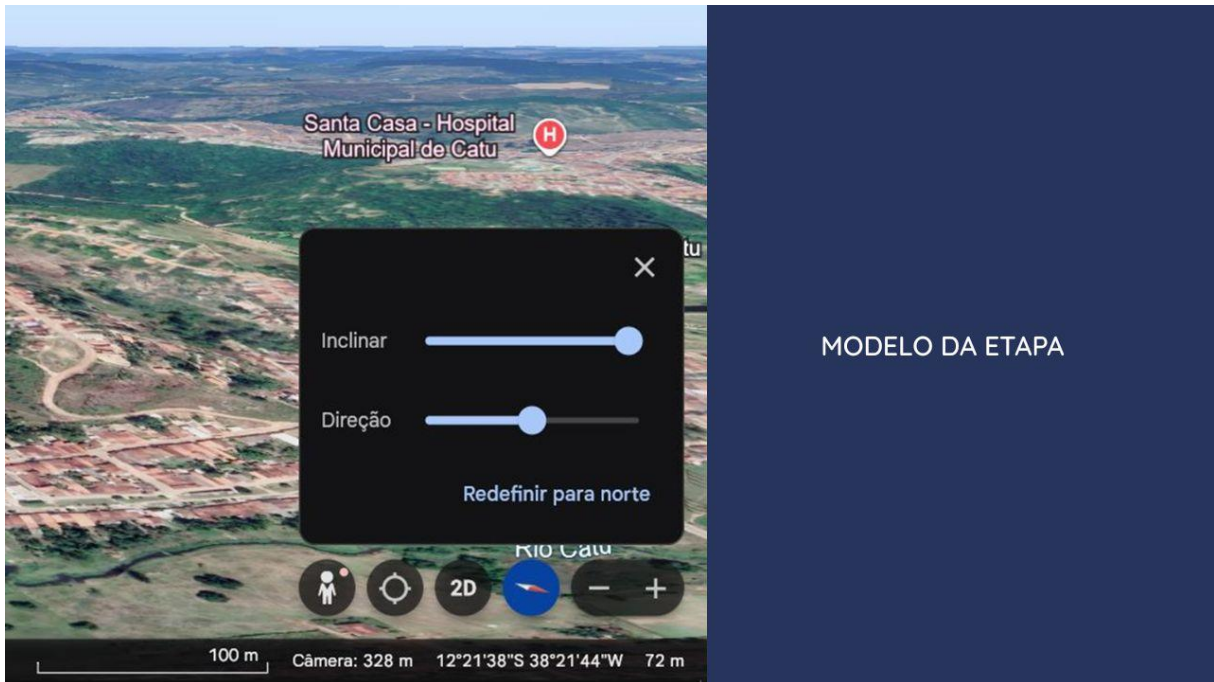 Santa Casa - Hospital
Municipal de Catu
H
tu
Inclinar
Direção
Redefinir para norte
Rio Catu
2D
100 m
Câmera: 328 m 12°21'38"S 38°21'44"W 72 m
MODELO DA ETAPA